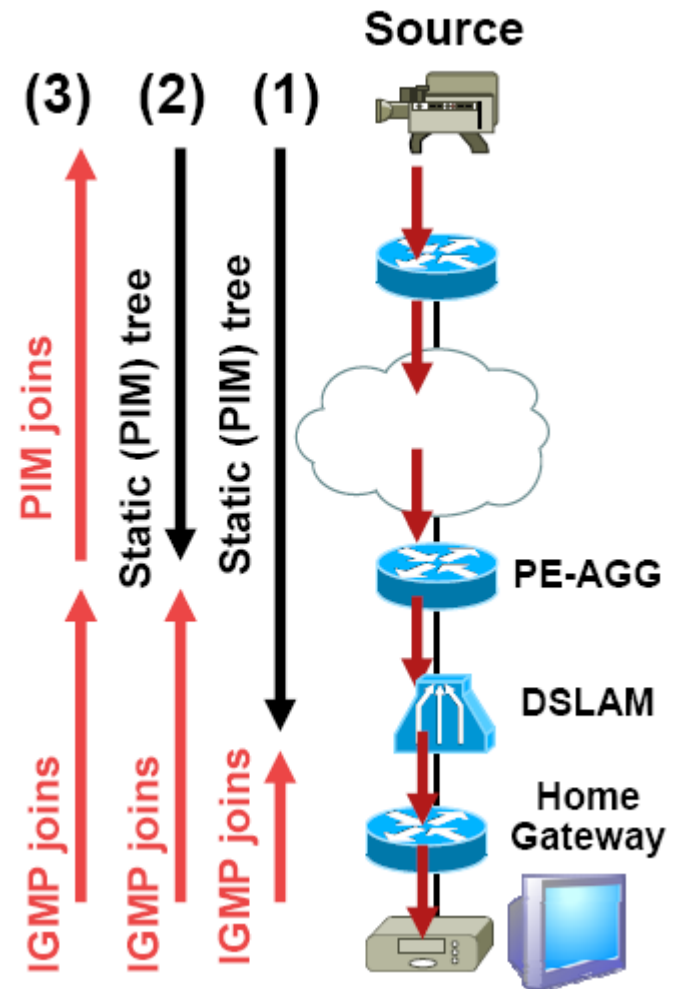 Source
(3) (2) (1)
PIM joins
Static (PIM) tree
Static (PIM) tree
PE-AGG
DSLAM
Home
Gateway
IGMP joins
IGMP joins
IGMP joins